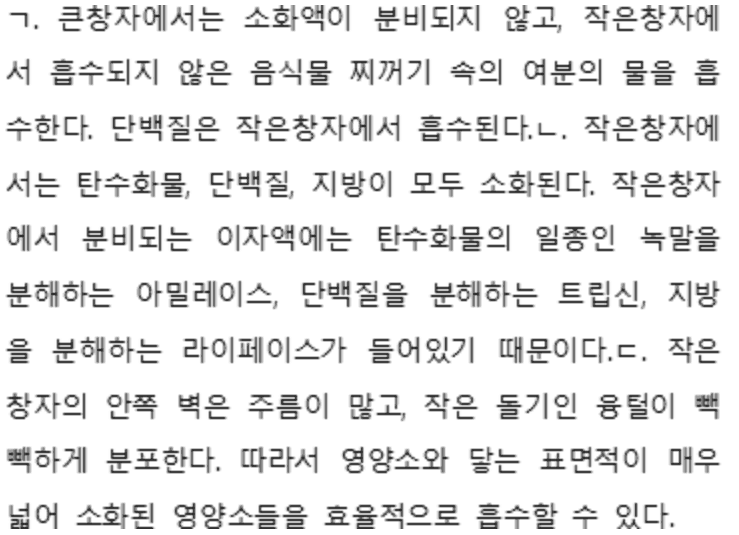 ㄱ. 큰창자에서는 소화액이 분비되지 않고, 작은창자에
서 흡수되지 않은 음식물 찌꺼기 속의 여분의 물을 흡
수한다. 단백질은 작은창자에서 흡수된다.ㄴ. 작은창자에
서는 탄수화물, 단백질, 지방이 모두 소화된다. 작은창자
에서 분비되는 이자액에는 탄수화물의 일종인 녹말을
분해하는 아밀레이스, 단백질을 분해하는 트립신, 지방
을 분해하는 라이페이스가 들어있기 때문이다.ㄷ. 작은
창자의 안쪽 벽은 주름이 많고, 작은 돌기인 융털이 빽
빽하게 분포한다. 따라서 영양소와 닿는 표면적이 매우
넓어 소화된 영양소들을 효율적으로 흡수할 수 있다.